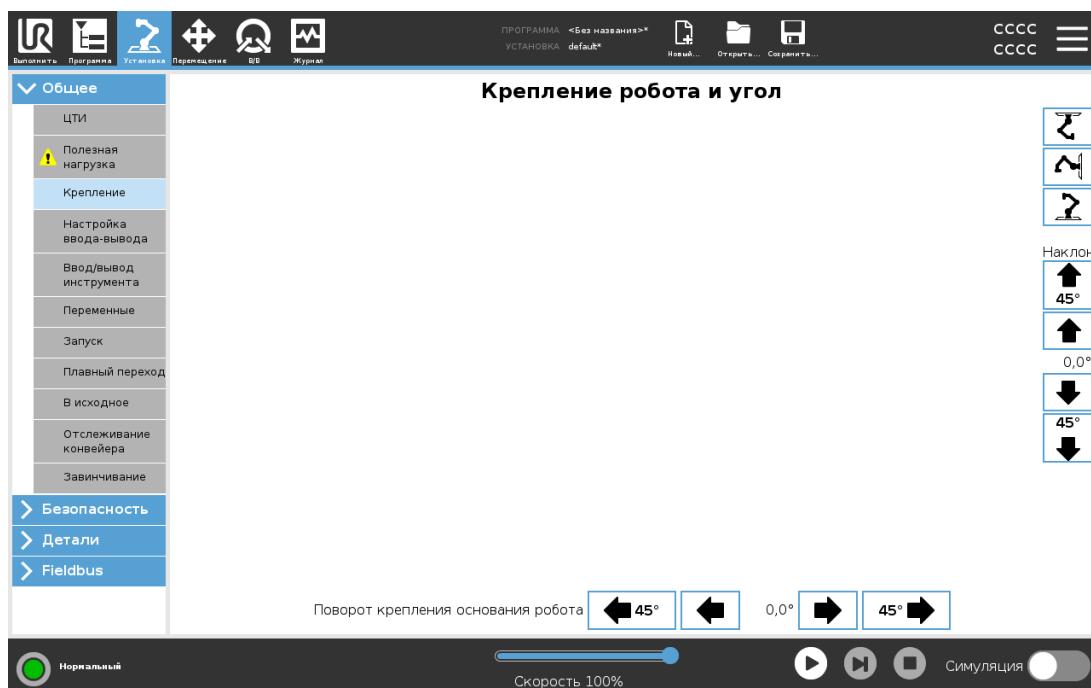 UR
ПРОГРАММА <Без названия>*
УСТАНОВКА default*
Выполнить
Программа
Установка
Перемещение
В/В
Журнал
Новый...
Открыть...
Сохранить...
CCCC
CCCC
Общее
ЦТИ
Полезная
нагрузка
Крепление
Настройка
ввода-вывода
Ввод/вывод
инструмента
Переменные
Запуск
Плавный переход
В исходное
Отслеживание
конвейера
Завинчивание
Безопасность
Детали
Fieldbus
Крепление робота и угол
Наклон
45°
0,0°
45°
Поворот крепления основания робота 45° 0,0° 45°
Нормальный
Скорость 100%
Симуляция